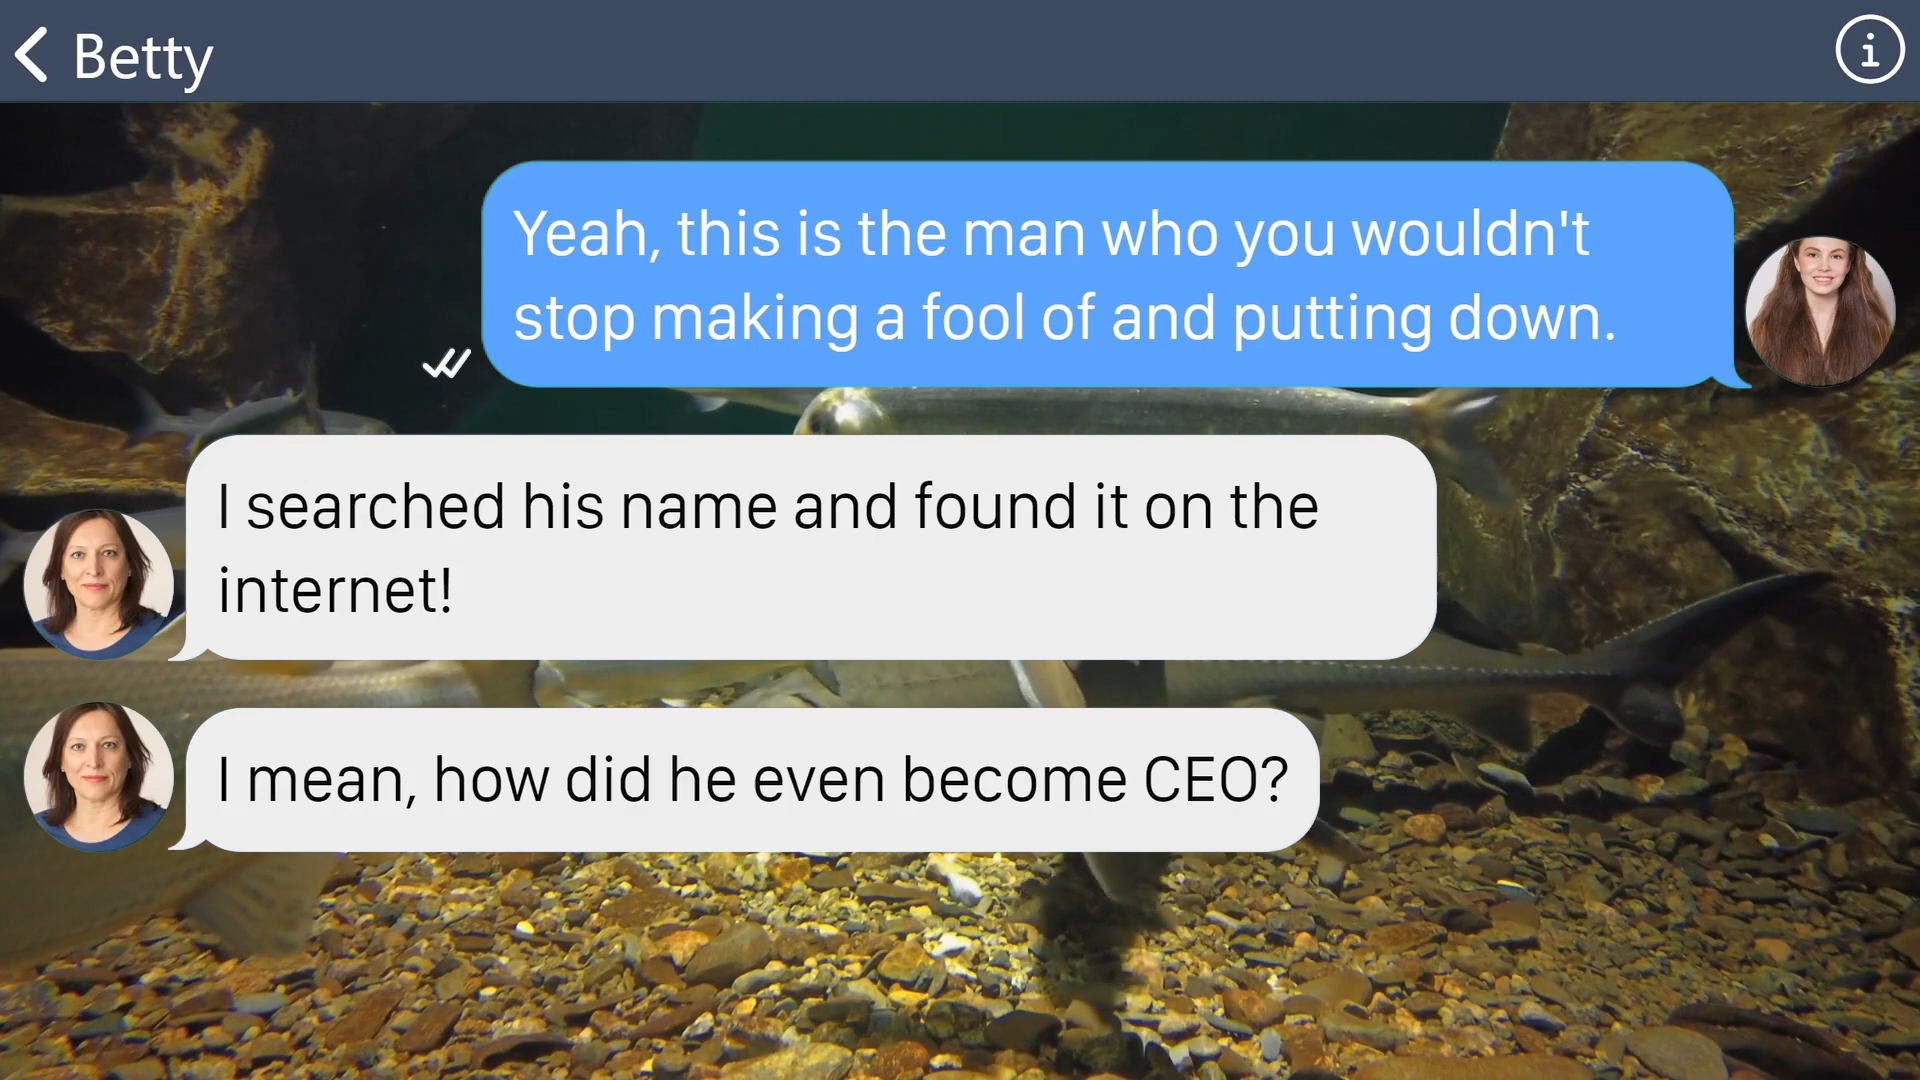 Betty
Yeah, this is the man who you wouldn't
stop making a fool of and putting down.
I searched his name and found it on the
internet!
I mean, how did he even become CEO?